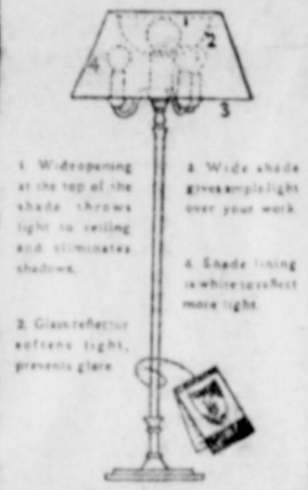 1
2
4
3
1 Wide opening
at the top of the
shade throws
light to ceiling
and eliminates
shadows.
2. Glass reflector
softens light,
prevents glare.
3. Wide shade
gives ample light
over your work.
4. Shade lining
is white to reflect
more light.